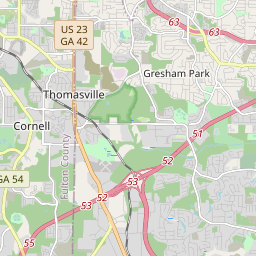 63
US 23
GA 42
63
Gresham Park
Thomasville
Cornell
51
Fulton County
52
GA 54
53
52
53
55